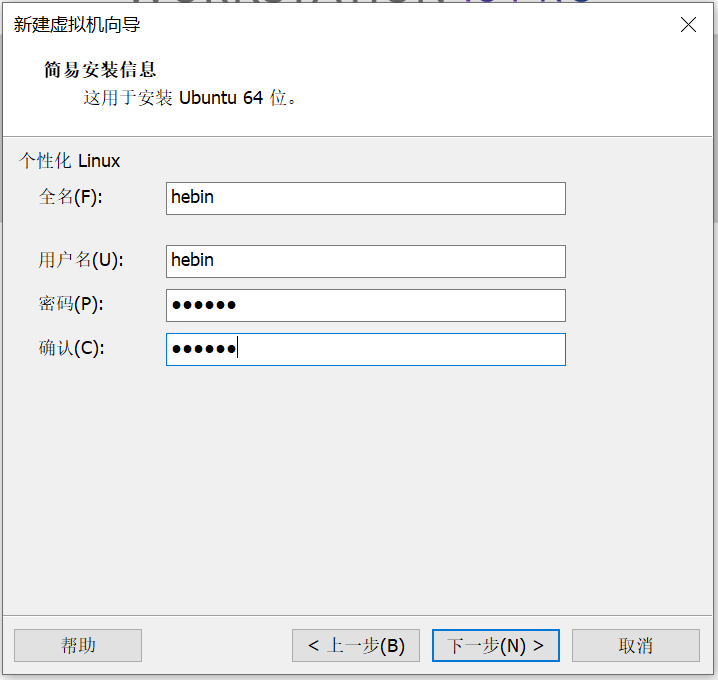 新建虚拟机向导
简易安装信息
这用于安装 Ubuntu 64 位。
个性化 Linux
全名(F): hebin
用户名(U): hebin
密码(P): ●●●●●●
确认(C): ●●●●●●
帮助 < 上一步(B) 下一步(N) > 取消